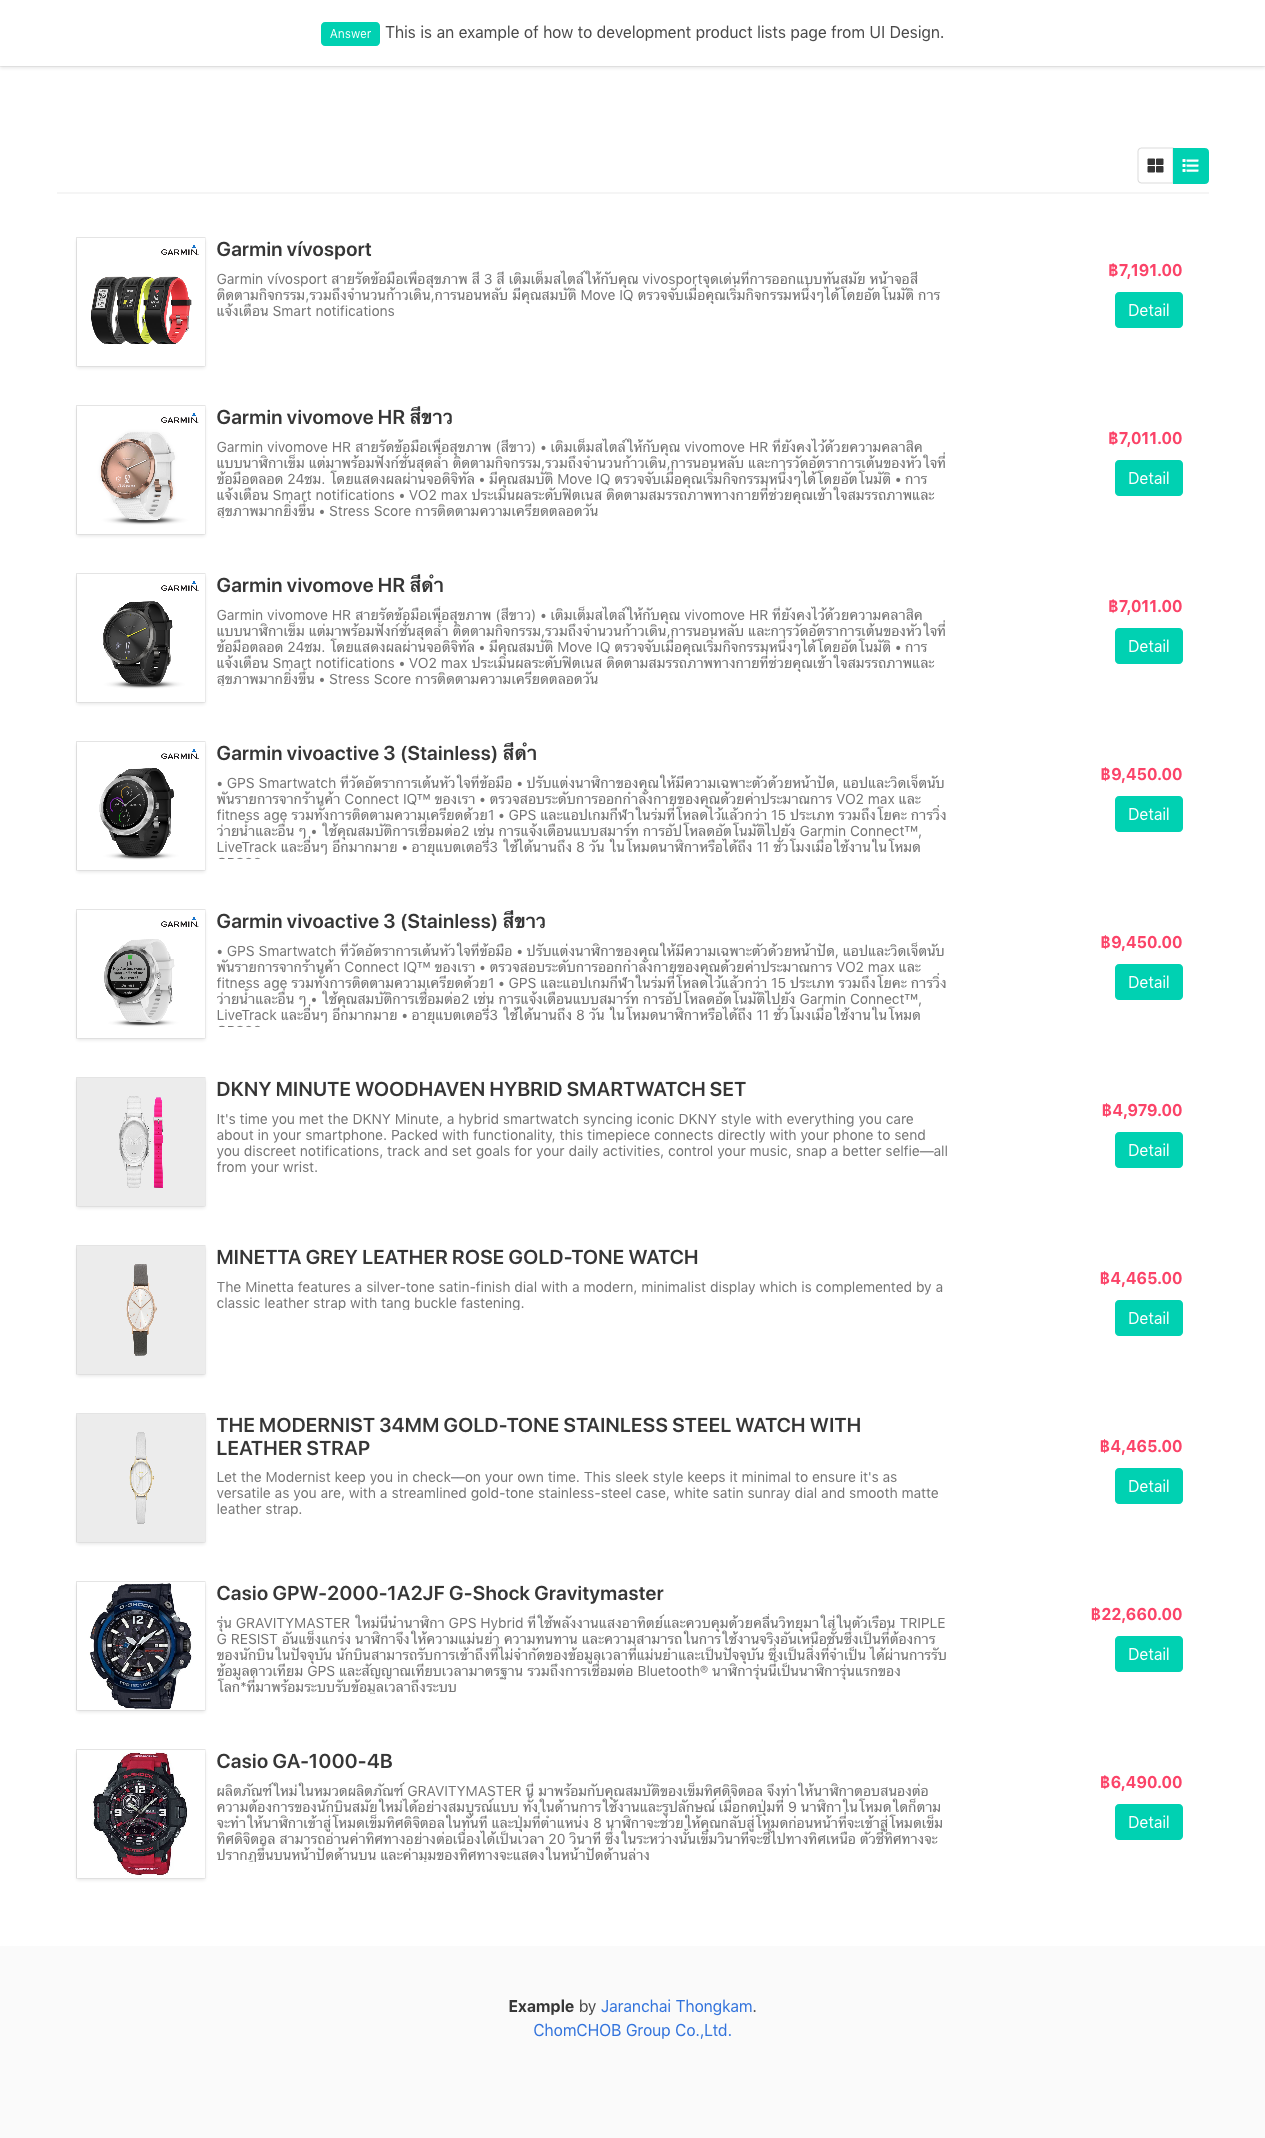 Answer This is an example of how to development product lists page from UI Design.
GARMIN
Garmin vívosport
Garmin vívosport สายรัดข้อมือเพื่อสุขภาพ สี 3 สี เติมเต็มสไตล์ให้กับคุณ vivosportจุดเด่นที่การออกแบบทันสมัย หน้าจอสี
ติดตามกิจกรรม,รวมถึงจำนวนก้าวเดิน,การนอนหลับ มีคุณสมบัติ Move IQ ตรวจจับเมื่อคุณเริ่มกิจกรรมหนึ่งๆได้โดยอัตโนมัติ การ
แจ้งเตือน Smart notifications
฿7,191.00
Detail
GARMIN
Garmin vivomove HR สีขาว
Garmin vivomove HR สายรัดข้อมือเพื่อสุขภาพ (สีขาว) • เติมเต็มสไตล์ให้กับคุณ vivomove HR ที่ยังคงไว้ด้วยความคลาสิค
แบบนาฬิกาเข็ม แต่มาพร้อมฟังก์ชั่นสุดล้ำ ติดตามกิจกรรม,รวมถึงจำนวนก้าวเดิน,การนอนหลับ และการวัดอัตราการเต้นของหัวใจที่
ข้อมือตลอด 24ชม. โดยแสดงผลผ่านจอดิจิทัล • มีคุณสมบัติ Move IQ ตรวจจับเมื่อคุณเริ่มกิจกรรมหนึ่งๆได้โดยอัตโนมัติ • การ
แจ้งเตือน Smart notifications • VO2 max ประเมินผลระดับฟิตเนส ติดตามสมรรถภาพทางกายที่ช่วยคุณเข้าใจสมรรถภาพและ
สุขภาพมากยิ่งขึ้น • Stress Score การติดตามความเครียดตลอดวัน
฿7,011.00
Detail
GARMIN
Garmin vivomove HR สีดำ
Garmin vivomove HR สายรัดข้อมือเพื่อสุขภาพ (สีขาว) • เติมเต็มสไตล์ให้กับคุณ vivomove HR ที่ยังคงไว้ด้วยความคลาสิค
แบบนาฬิกาเข็ม แต่มาพร้อมฟังก์ชั่นสุดล้ำ ติดตามกิจกรรม,รวมถึงจำนวนก้าวเดิน,การนอนหลับ และการวัดอัตราการเต้นของหัวใจที่
ข้อมือตลอด 24ชม. โดยแสดงผลผ่านจอดิจิทัล • มีคุณสมบัติ Move IQ ตรวจจับเมื่อคุณเริ่มกิจกรรมหนึ่งๆได้โดยอัตโนมัติ • การ
แจ้งเตือน Smart notifications • VO2 max ประเมินผลระดับฟิตเนส ติดตามสมรรถภาพทางกายที่ช่วยคุณเข้าใจสมรรถภาพและ
สุขภาพมากยิ่งขึ้น • Stress Score การติดตามความเครียดตลอดวัน
฿7,011.00
Detail
GARMIN
Garmin vivoactive 3 (Stainless) สีดำ
• GPS Smartwatch ที่วัดอัตราการเต้นหัวใจที่ข้อมือ • ปรับแต่งนาฬิกาของคุณให้มีความเฉพาะตัวด้วยหน้าปัด, แอปและวิดเจ็ตนับ
พันรายการจากร้านค้า Connect IQ™ ของเรา • ตรวจสอบระดับการออกกำลังกายของคุณด้วยค่าประมาณการ VO2 max และ
fitness age รวมทั้งการติดตามความเครียดด้วย1 • GPS และแอปเกมกีฬาในร่มที่โหลดไว้แล้วกว่า 15 ประเภท รวมถึงโยคะ การวิ่ง
ว่ายน้ำและอื่น ๆ • ใช้คุณสมบัติการเชื่อมต่อ2 เช่น การแจ้งเตือนแบบสมาร์ท การอัปโหลดอัตโนมัติไปยัง Garmin Connect™,
LiveTrack และอื่นๆ อีกมากมาย • อายุแบตเตอรี่3 ใช้ได้นานถึง 8 วัน ในโหมดนาฬิกาหรือได้ถึง 11 ชั่วโมงเมื่อใช้งานในโหมด
฿9,450.00
Detail
GARMIN
Garmin vivoactive 3 (Stainless) สีขาว
• GPS Smartwatch ที่วัดอัตราการเต้นหัวใจที่ข้อมือ • ปรับแต่งนาฬิกาของคุณให้มีความเฉพาะตัวด้วยหน้าปัด, แอปและวิดเจ็ตนับ
พันรายการจากร้านค้า Connect IQ™ ของเรา • ตรวจสอบระดับการออกกำลังกายของคุณด้วยค่าประมาณการ VO2 max และ
fitness age รวมทั้งการติดตามความเครียดด้วย1 • GPS และแอปเกมกีฬาในร่มที่โหลดไว้แล้วกว่า 15 ประเภท รวมถึงโยคะ การวิ่ง
ว่ายน้ำและอื่น ๆ • ใช้คุณสมบัติการเชื่อมต่อ2 เช่น การแจ้งเตือนแบบสมาร์ท การอัปโหลดอัตโนมัติไปยัง Garmin Connect™,
LiveTrack และอื่นๆ อีกมากมาย • อายุแบตเตอรี่3 ใช้ได้นานถึง 8 วัน ในโหมดนาฬิกาหรือได้ถึง 11 ชั่วโมงเมื่อใช้งานในโหมด
฿9,450.00
Detail
DKNY MINUTE WOODHAVEN HYBRID SMARTWATCH SET
It's time you met the DKNY Minute, a hybrid smartwatch syncing iconic DKNY style with everything you care
about in your smartphone. Packed with functionality, this timepiece connects directly with your phone to send
you discreet notifications, track and set goals for your daily activities, control your music, snap a better selfie—all
from your wrist.
฿4,979.00
Detail
MINETTA GREY LEATHER ROSE GOLD-TONE WATCH
The Minetta features a silver-tone satin-finish dial with a modern, minimalist display which is complemented by a
classic leather strap with tang buckle fastening.
฿4,465.00
Detail
THE MODERNIST 34MM GOLD-TONE STAINLESS STEEL WATCH WITH
LEATHER STRAP
Let the Modernist keep you in check—on your own time. This sleek style keeps it minimal to ensure it's as
versatile as you are, with a streamlined gold-tone stainless-steel case, white satin sunray dial and smooth matte
leather strap.
฿4,465.00
Detail
G-SHOCK
Casio GPW-2000-1A2JF G-Shock Gravitymaster
รุ่น GRAVITYMASTER ใหม่นี้นำนาฬิกา GPS Hybrid ที่ใช้พลังงานแสงอาทิตย์และควบคุมด้วยคลื่นวิทยุมาใส่ในตัวเรือน TRIPLE
G RESIST อันแข็งแกร่ง นาฬิกาจึงให้ความแม่นยำ ความทนทาน และความสามารถในการใช้งานจริงอันเหนือชั้นซึ่งเป็นที่ต้องการ
ของนักบินในปัจจุบัน นักบินสามารถรับการเข้าถึงที่ไม่จำกัดของข้อมูลเวลาที่แม่นยำและเป็นปัจจุบัน ซึ่งเป็นสิ่งที่จำเป็น ได้ผ่านการรับ
ข้อมูลดาวเทียม GPS และสัญญาณเทียบเวลามาตรฐาน รวมถึงการเชื่อมต่อ Bluetooth® นาฬิการุ่นนี้เป็นนาฬิการุ่นแรกของ
โลก*ที่มาพร้อมระบบรับข้อมูลเวลาถึงระบบ
฿22,660.00
Detail
Casio GA-1000-4B
ผลิตภัณฑ์ใหม่ในหมวดผลิตภัณฑ์ GRAVITYMASTER นี้ มาพร้อมกับคุณสมบัติของเข็มทิศดิจิตอล จึงทำให้นาฬิกาตอบสนองต่อ
ความต้องการของนักบินสมัยใหม่ได้อย่างสมบูรณ์แบบ ทั้งในด้านการใช้งานและรูปลักษณ์ เมื่อกดปุ่มที่ 9 นาฬิกาในโหมดใดก็ตาม
จะทำให้นาฬิกาเข้าสู่โหมดเข็มทิศดิจิตอลในทันที และปุ่มที่ตำแหน่ง 8 นาฬิกาจะช่วยให้คุณกลับสู่โหมดก่อนหน้าที่จะเข้าสู่โหมดเข็ม
ทิศดิจิตอล สามารถอ่านค่าทิศทางอย่างต่อเนื่องได้เป็นเวลา 20 วินาที ซึ่งในระหว่างนั้นเข็มวินาทีจะชี้ไปทางทิศเหนือ ตัวชี้ทิศทางจะ
ปรากฏขึ้นบนหน้าปัดด้านบน และค่ามุมของทิศทางจะแสดงในหน้าปัดด้านล่าง
฿6,490.00
Detail
Example by Jaranchai Thongkam.
ChomCHOB Group Co.,Ltd.